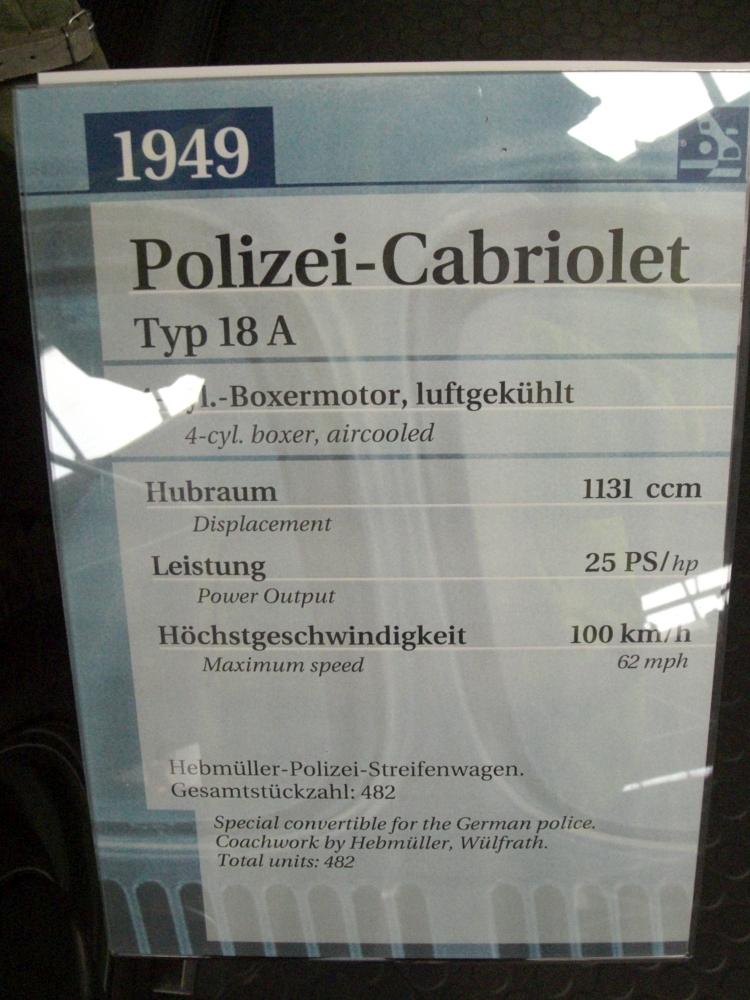 1949
Polizei-Cabriolet
Typ 18 A
-Boxermotor, luftgekühlt
4-cyl. boxer, aircooled
Hubraum 1131 ccm
Displacement
Leistung 25 PS/hp
Power Output
Höchstgeschwindigkeit 100 km/h
Maximum speed 62 mph
Hebmüller-Polizei-Streifenwagen.
Gesamtstückzahl: 482
Special convertible for the German police.
Coachwork by Hebmüller, Wülfrath.
Total units: 482